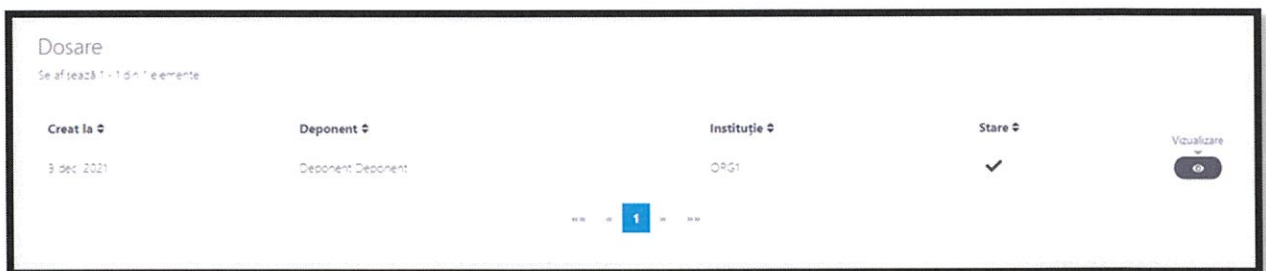 Dosare
Se afișează 1 - 1 din 1 elemente
Creat la Deponent Instituție Stare Vizualizare
3 dec. 2021 Deponent Deponent ORG1
«« « 1 » »»